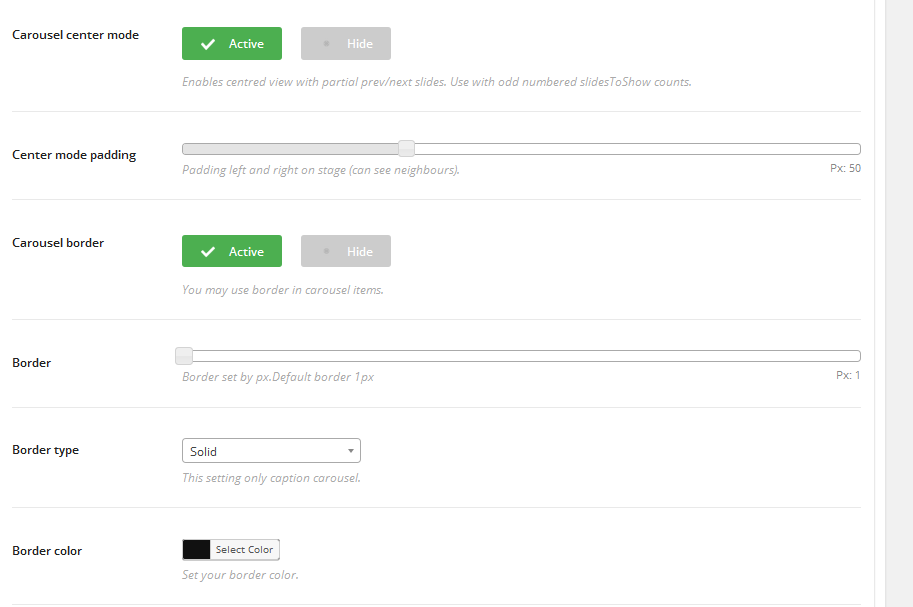 Carousel center mode
Active
Hide
Enables centred view with partial prev/next slides. Use with odd numbered slidesToShow counts.
Center mode padding
Padding left and right on stage (can see neighbours).
Px: 50
Carousel border
Active
Hide
You may use border in carousel items.
Border
Border set by px.Default border 1px
Px: 1
Border type
Solid
This setting only caption carousel.
Border color
Select Color
Set your border color.